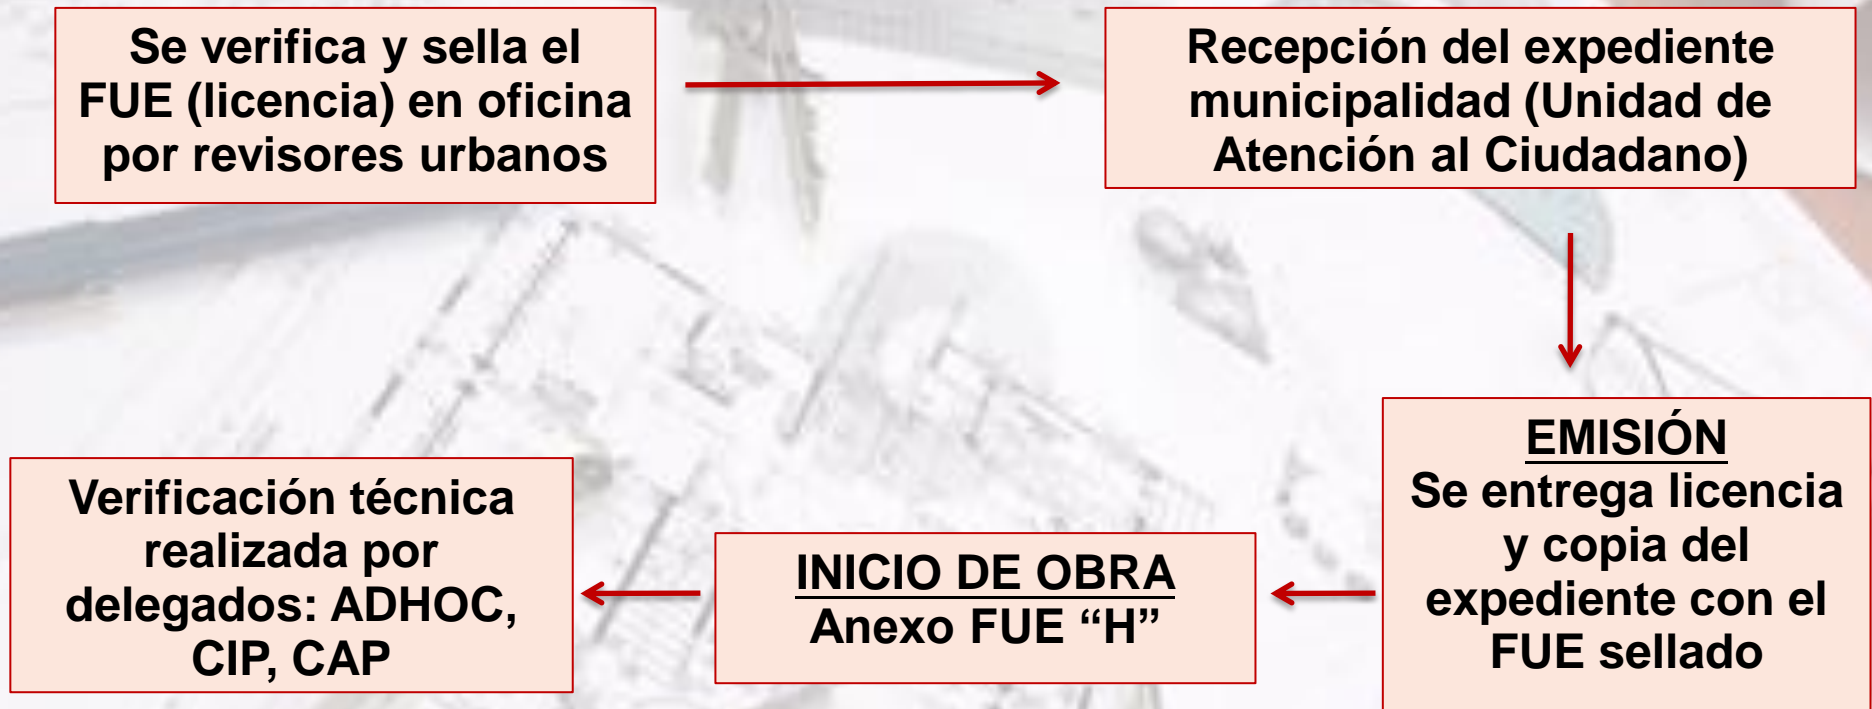 Se verifica y sella el
FUE (licencia) en oficina
por revisores urbanos
Recepción del expediente
municipalidad (Unidad de
Atención al Ciudadano)
EMISIÓN
Se entrega licencia
y copia del
expediente con el
FUE sellado
INICIO DE OBRA
Anexo FUE “H”
Verificación técnica
realizada por
delegados: ADHOC,
CIP, CAP